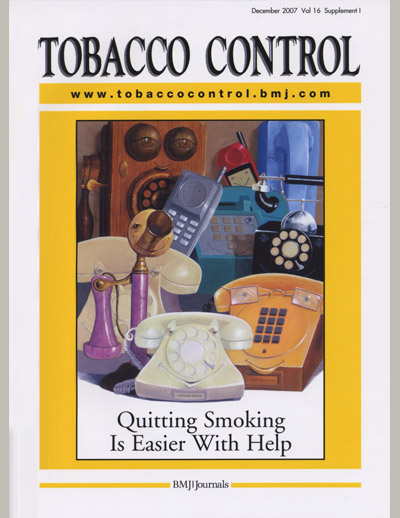 December 2007 Vol 16 Supplement I
TOBACCO CONTROL
www.tobaccocontrol.bmj.com
Quitting Smoking
Is Easier With Help
BMJ|Journals